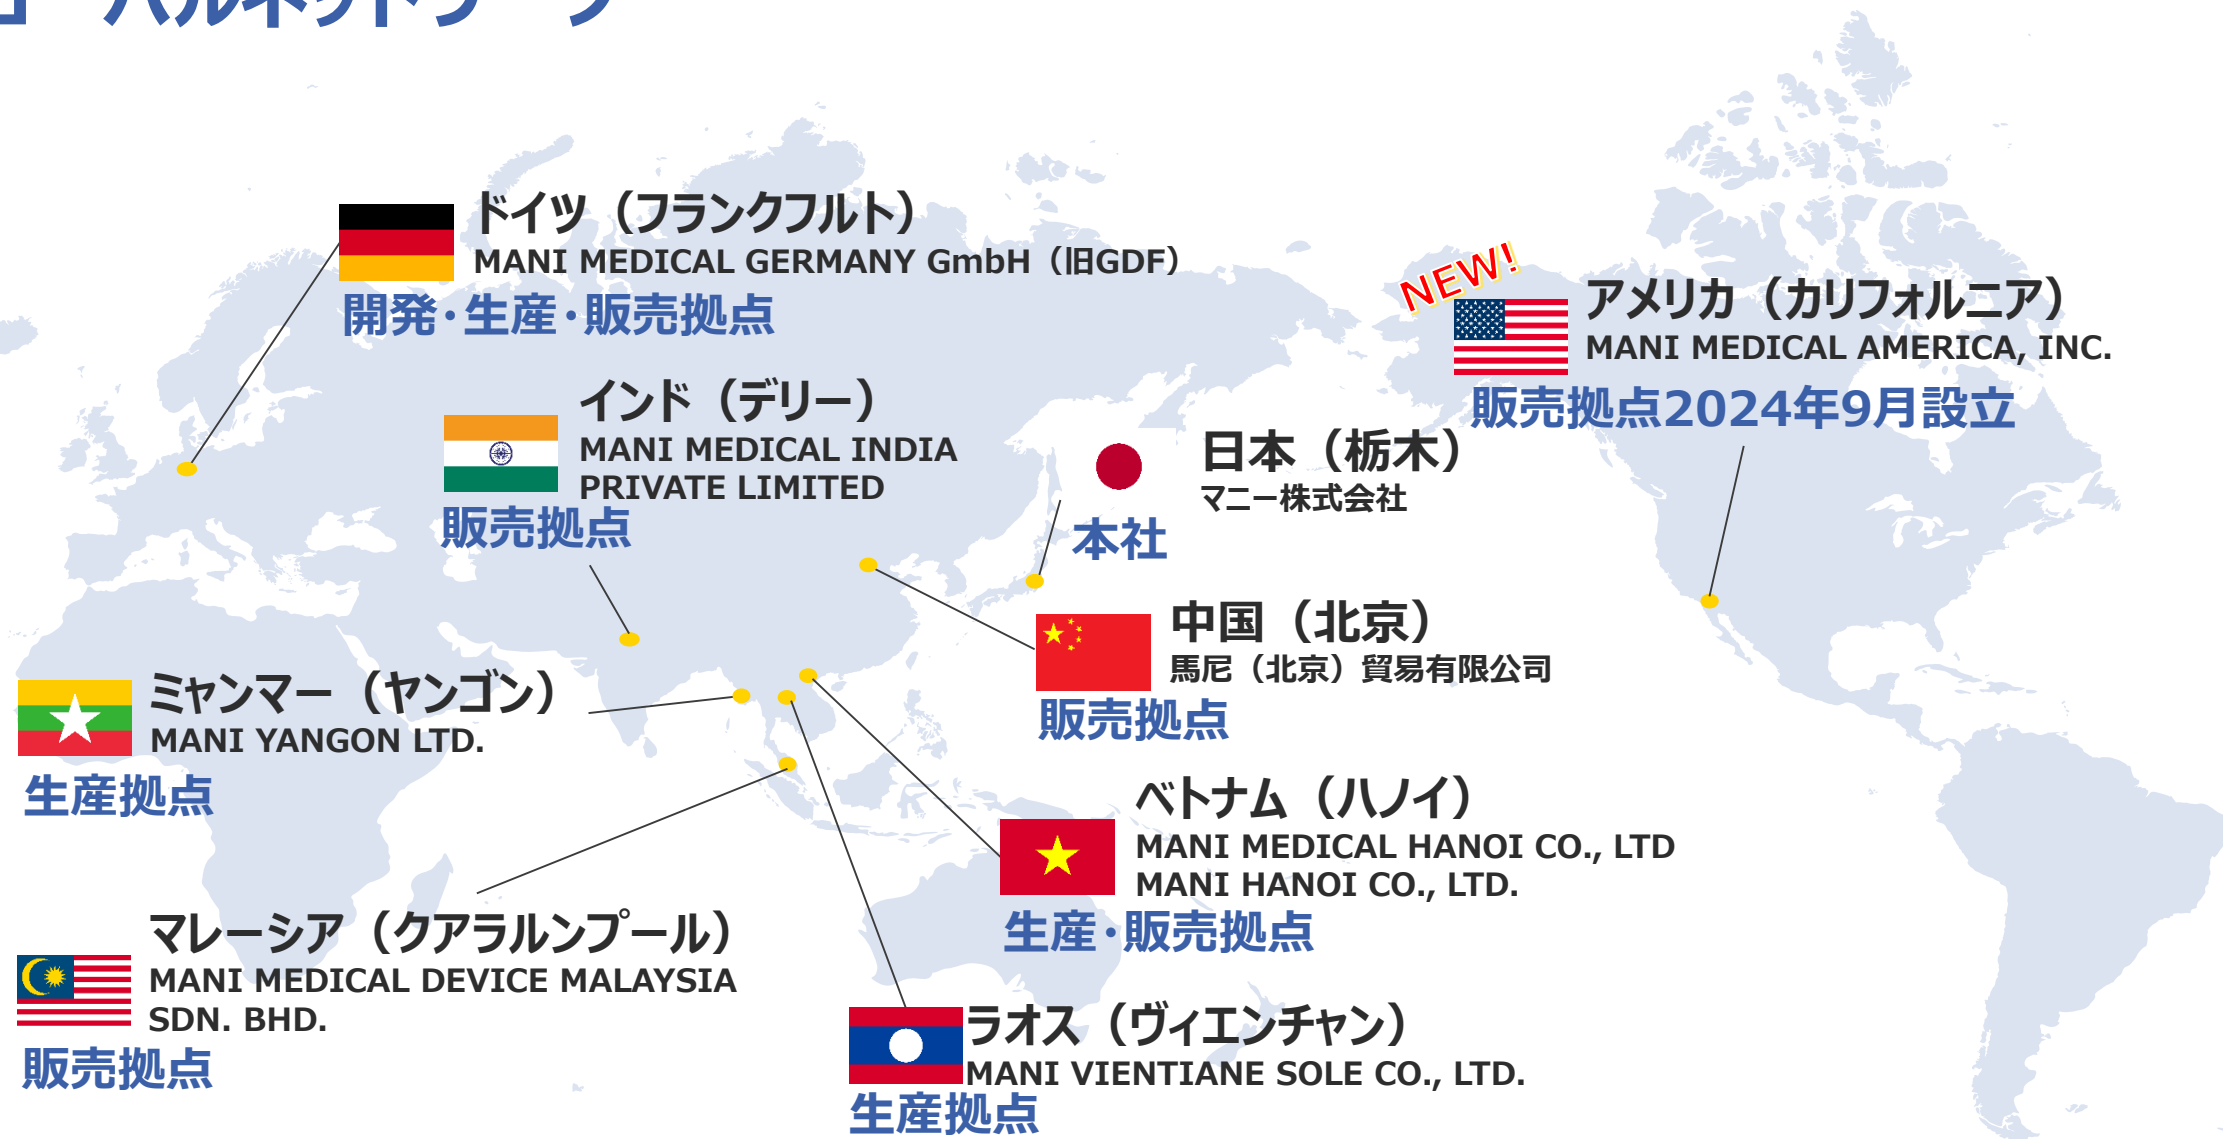 ドイツ（フランクフルト）
MANI MEDICAL GERMANY GmbH（旧GDF）
開発・生産・販売拠点
NEW!
アメリカ（カリフォルニア）
MANI MEDICAL AMERICA, INC.
販売拠点2024年9月設立
インド（デリー）
MANI MEDICAL INDIA
PRIVATE LIMITED
販売拠点
日本（栃木）
マニー株式会社
本社
中国（北京）
馬尼（北京）貿易有限公司
販売拠点
ミャンマー（ヤンゴン）
MANI YANGON LTD.
生産拠点
ベトナム（ハノイ）
MANI MEDICAL HANOI CO., LTD
MANI HANOI CO., LTD.
生産・販売拠点
マレーシア（クアラルンプール）
MANI MEDICAL DEVICE MALAYSIA
SDN. BHD.
販売拠点
ラオス（ヴィエンチャン）
MANI VIENTIANE SOLE CO., LTD.
生産拠点